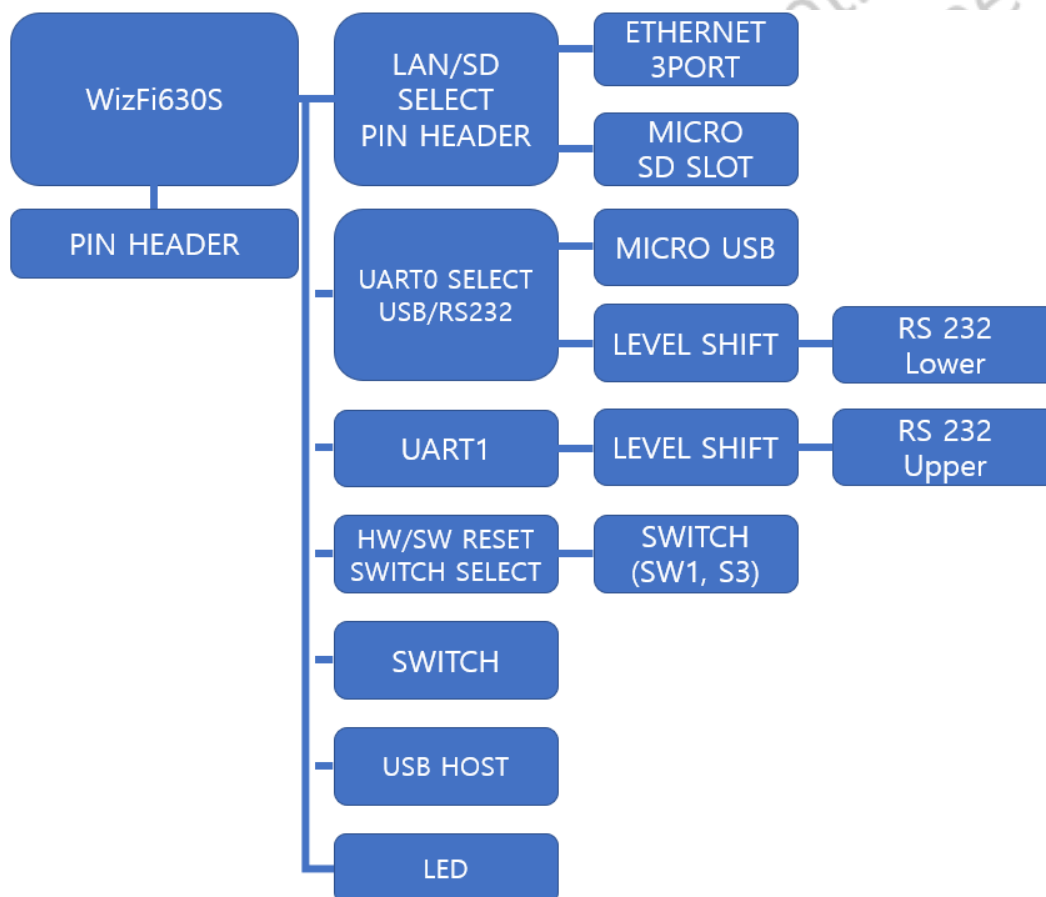 WizFi630S
PIN HEADER
LAN/SD
SELECT
PIN HEADER
ETHERNET
3PORT
MICRO
SD SLOT
UART0 SELECT
USB/RS232
MICRO USB
LEVEL SHIFT
RS 232
Lower
UART1
LEVEL SHIFT
RS 232
Upper
HW/SW RESET
SWITCH SELECT
SWITCH
(SW1, S3)
SWITCH
USB HOST
LED